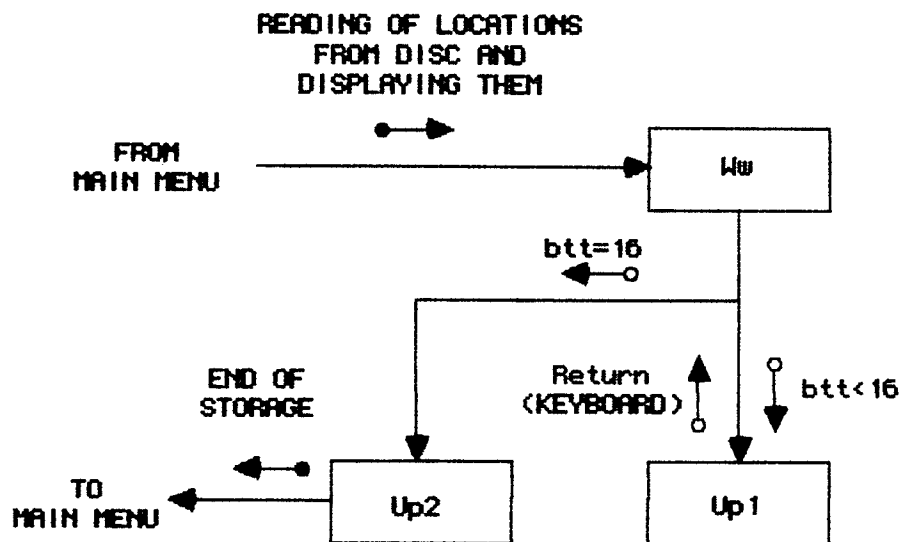 READING OF LOCATIONS
FROM DISC AND
DISPLAYING THEM
FROM
MAIN MENU
Wm
btt=16
END OF
STORAGE
Return
(KEYBOARD)
btt<16
TO
MAIN MENU
Up2
Up1